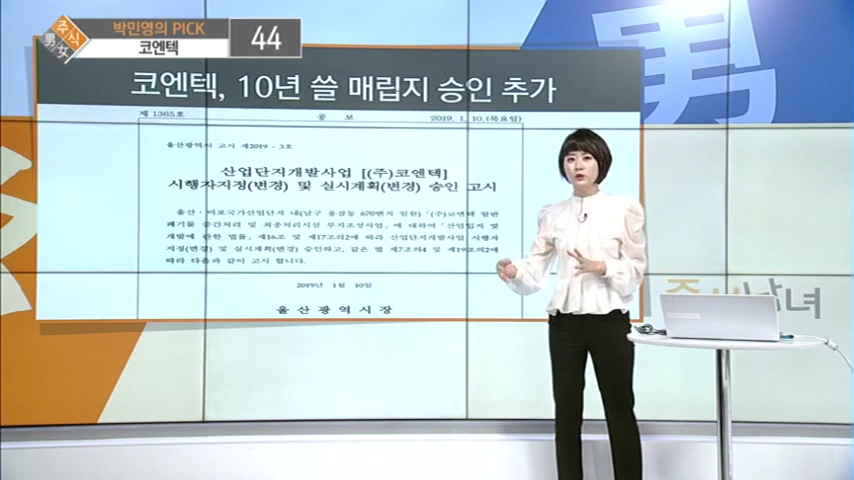 주식
男女
박민영의 PICK
코엔텍
44
코엔텍, 10년 쓸 매립지 승인 추가
제 1365호 공 보 2019. 1. 10. (목요일)
울산광역시 고시 제2019 - 3호
산업단지개발사업 [(주)코엔텍]
시행자지정(변경) 및 실시계획(변경) 승인 고시
울산 · 미포국가산업단지 내(남구 용잠동 670번지 일원)「(주)코엔텍 일반
폐기물 중간처리 및 최종처리시설 부지조성사업」에 대하여「산업입지 및
개발에 관한 법률」제16조 및 제17조의2에 따라 산업단지개발사업 시행자
지정(변경) 및 실시계획(변경) 승인하고, 같은 법 제7조의4 및 제19조의2에
따라 다음과 같이 고시 합니다.
2019년 1월 10일
울 산 광 역 시 장
男
남녀